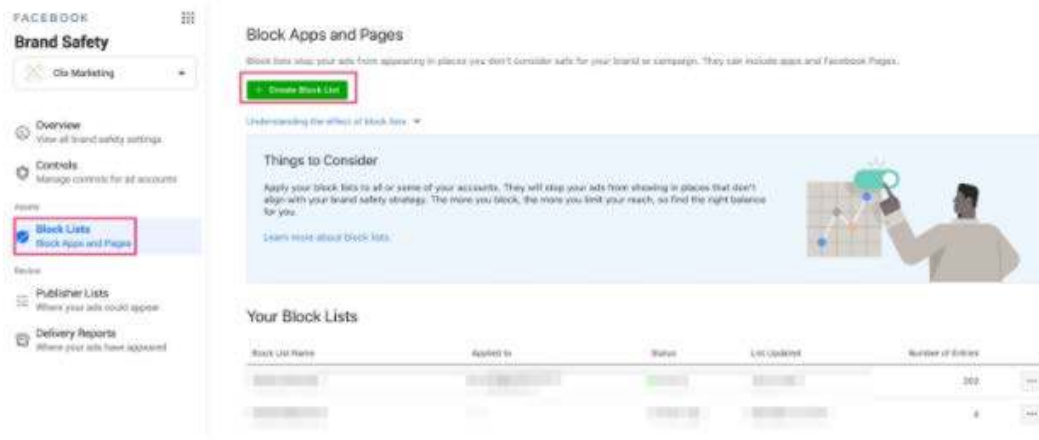 FACEBOOK
Brand Safety
Clo Marketing
Overview
View all brand safety settings
Controls
Manage controls for ad accounts
Assets
Block Lists
Block Apps and Pages
Review
Publisher Lists
Where your ads could appear
Delivery Reports
Where your ads have appeared
Block Apps and Pages
Block lists stop your ads from appearing in places you don't consider safe for your brand or campaign. They can include apps and Facebook Pages.
+ Create Block List
Understanding the effect of block lists
Things to Consider
Apply your block lists to all or some of your accounts. They will stop your ads from showing in places that don't
align with your brand safety strategy. The more you block, the more you limit your reach, so find the right balance
for you.
Learn more about block lists.
Your Block Lists
Block List Name Applied to Status List Updated Number of Entries